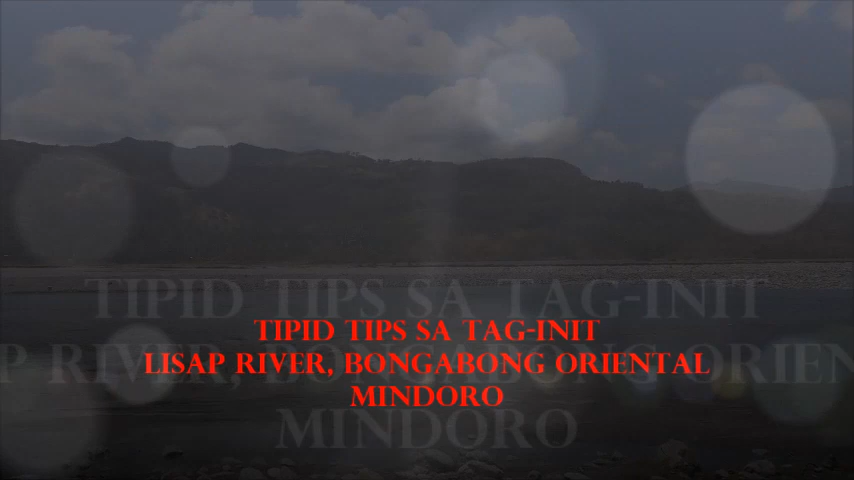 TIPID TIPS SA TAG-INIT
LISAP RIVER, BONGABONG ORIENTAL
MINDORO